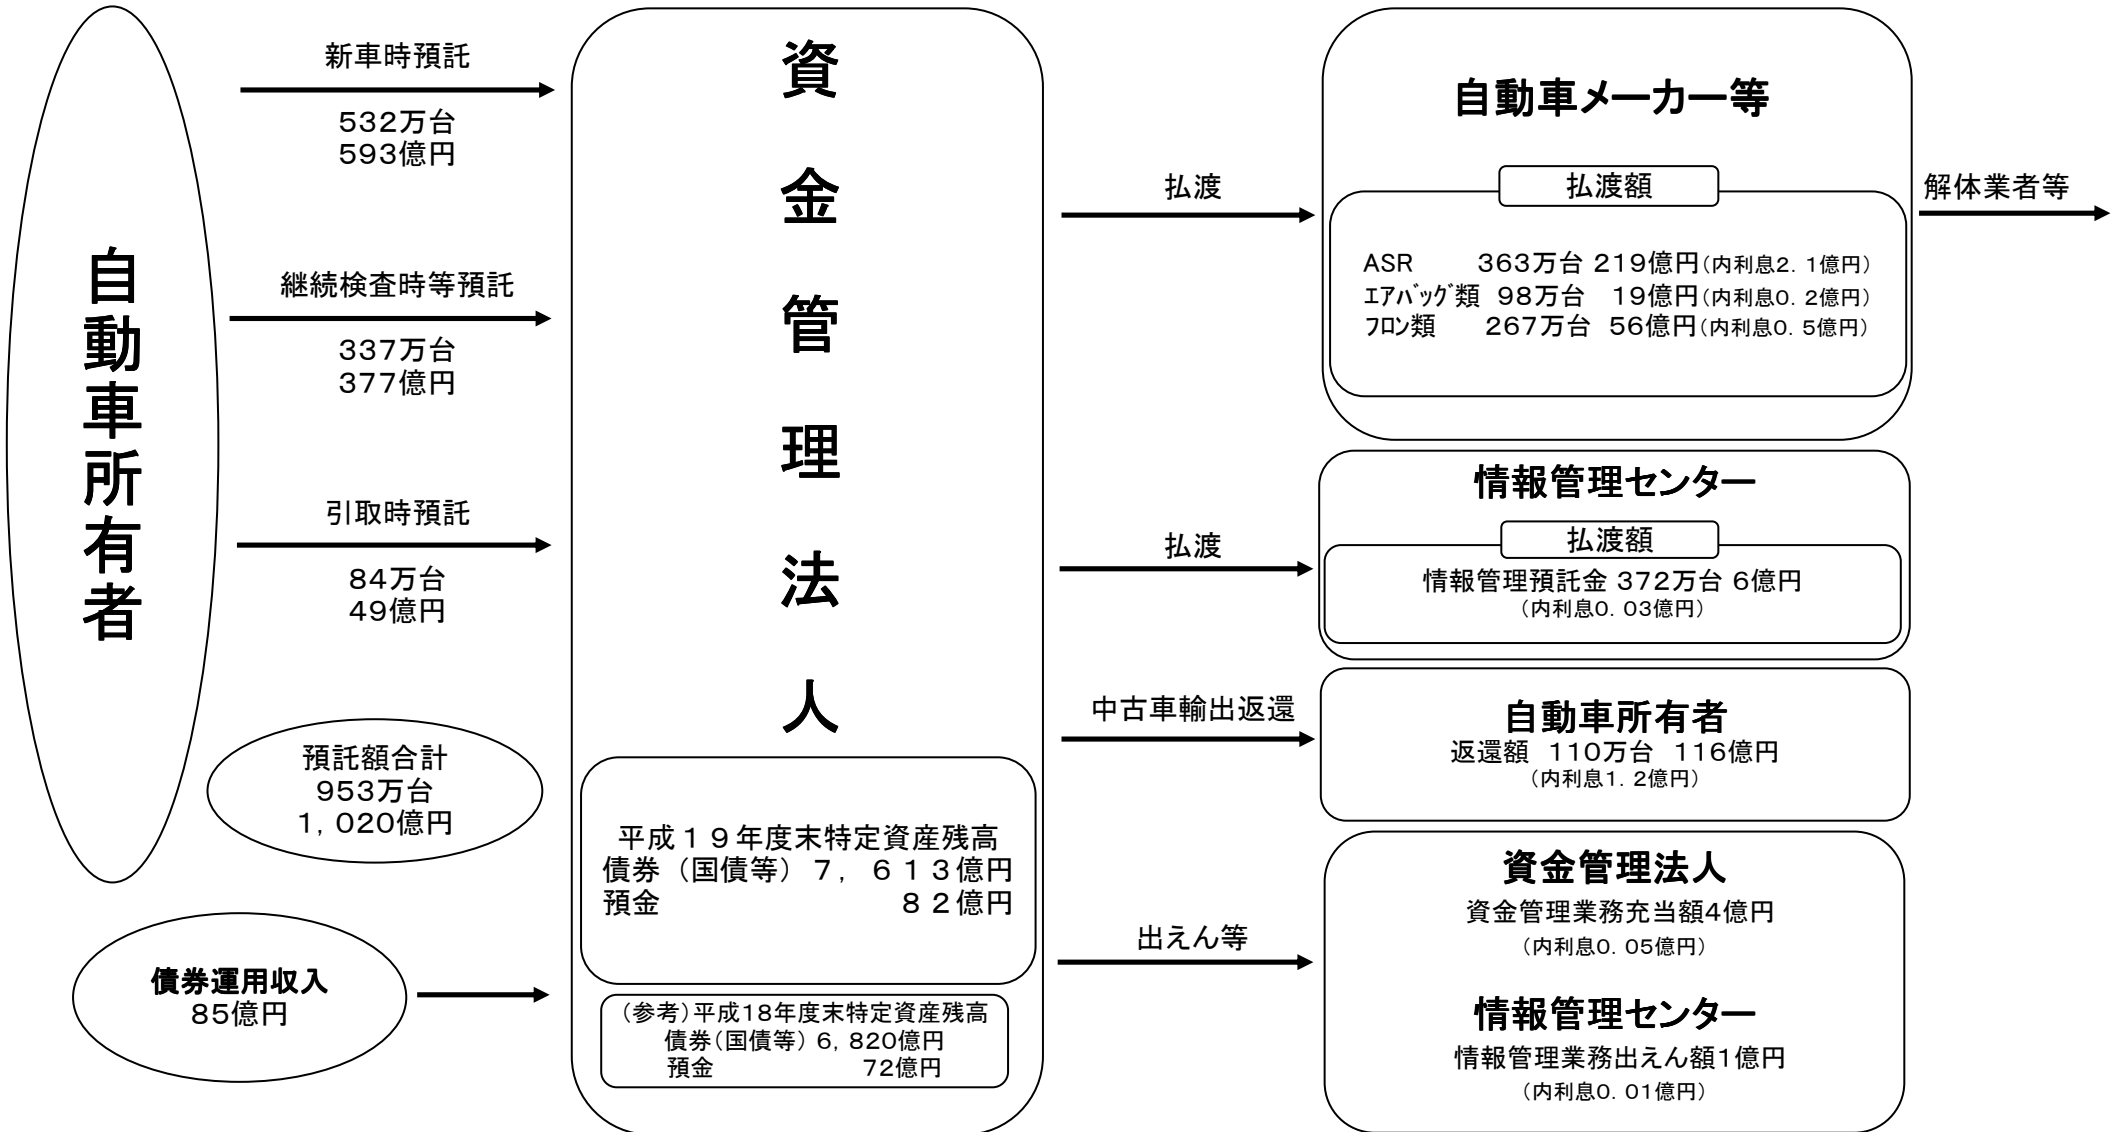 自動車所有者
新車時預託
532万台
593億円
継続検査時等預託
337万台
377億円
引取時預託
84万台
49億円
預託額合計
953万台
1，020億円
債券運用収入
85億円
資金管理法人
平成１９年度末特定資産残高
債券（国債等）７，６１３億円
預金 ８２億円
（参考）平成18年度末特定資産残高
債券（国債等） 6，820億円
預金 72億円
払渡
自動車メーカー等
払渡額
ASR 363万台 219億円（内利息2．1億円）
ｴｱﾊﾞｯｸﾞ類 98万台 19億円（内利息0．2億円）
ﾌﾛﾝ類 267万台 56億円（内利息0．5億円）
解体業者等
払渡
情報管理センター
払渡額
情報管理預託金 372万台 6億円
（内利息0．03億円）
中古車輸出返還
自動車所有者
返還額 110万台 116億円
（内利息1．2億円）
出えん等
資金管理法人
資金管理業務充当額4億円
（内利息0．05億円）
情報管理センター
情報管理業務出えん額1億円
（内利息0．01億円）